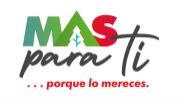 MAS
para ti
. . . porque lo mereces.